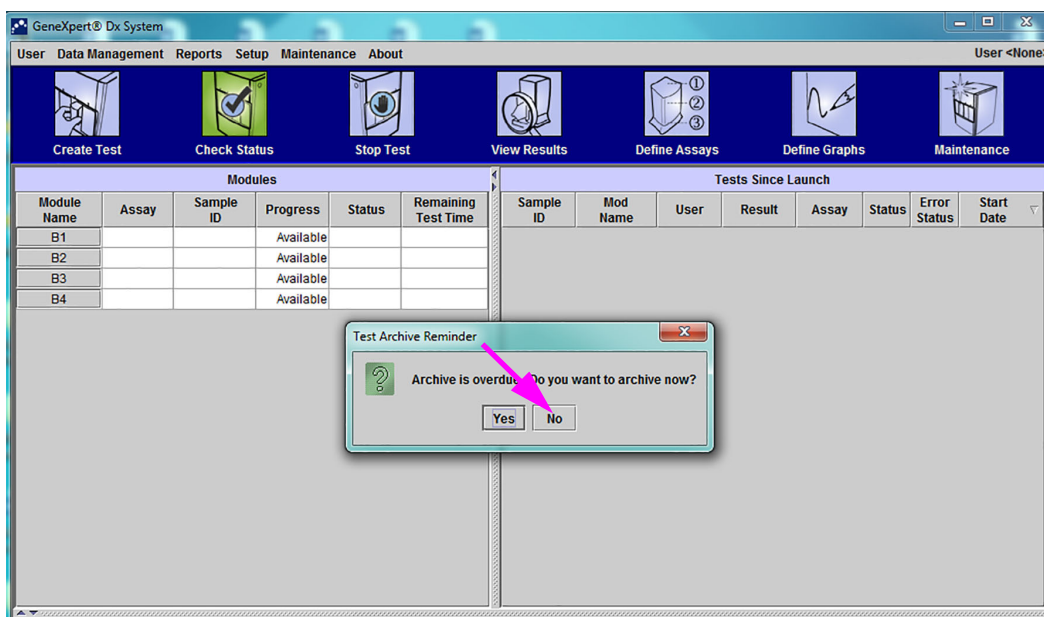 GeneXpert® Dx System
User Data Management Reports Setup Maintenance About User <None>
Create Test Check Status Stop Test View Results Define Assays Define Graphs Maintenance
1
2
3
Modules Tests Since Launch
Module Name Assay Sample ID Progress Status Remaining Test Time Sample ID Mod Name User Result Assay Status Error Status Start Date
B1 Available
B2 Available
B3 Available
B4 Available
Test Archive Reminder
Archive is overdue. Do you want to archive now?
Yes No